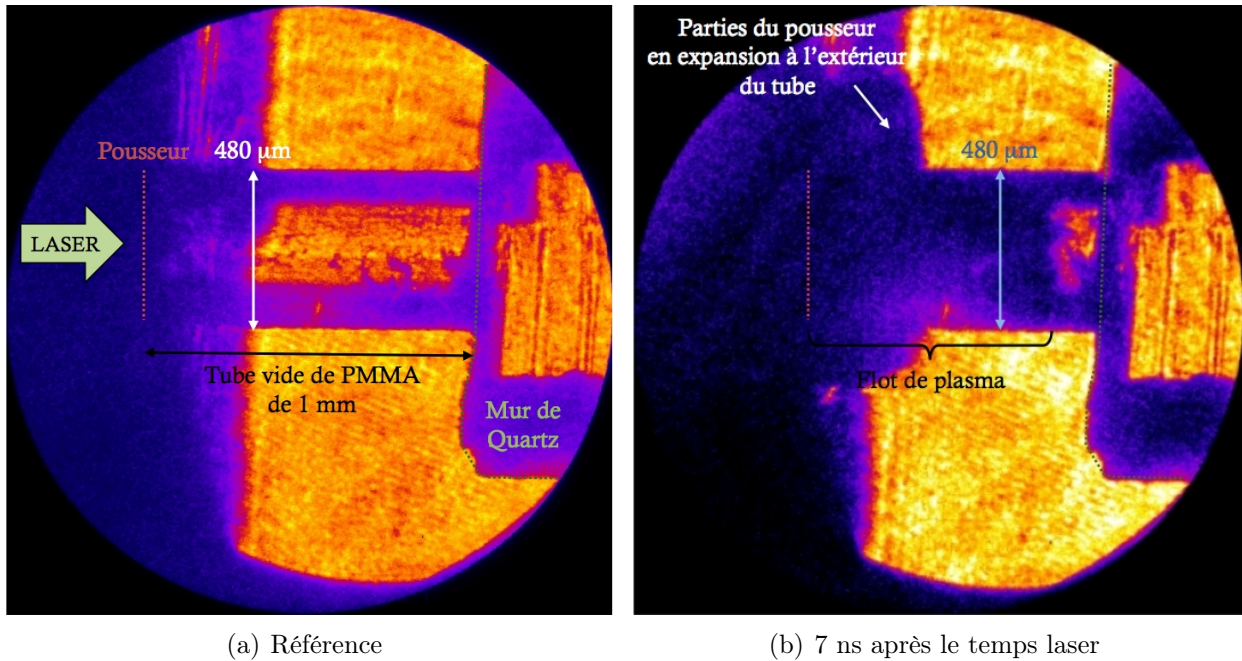 Pousseur
480 µm
LASER
Tube vide de PMMA
de 1 mm
Mur de
Quartz
Parties du pousseur
en expansion à l'extérieur
du tube
480 µm
Flot de plasma
(a) Référence
(b) 7 ns après le temps laser